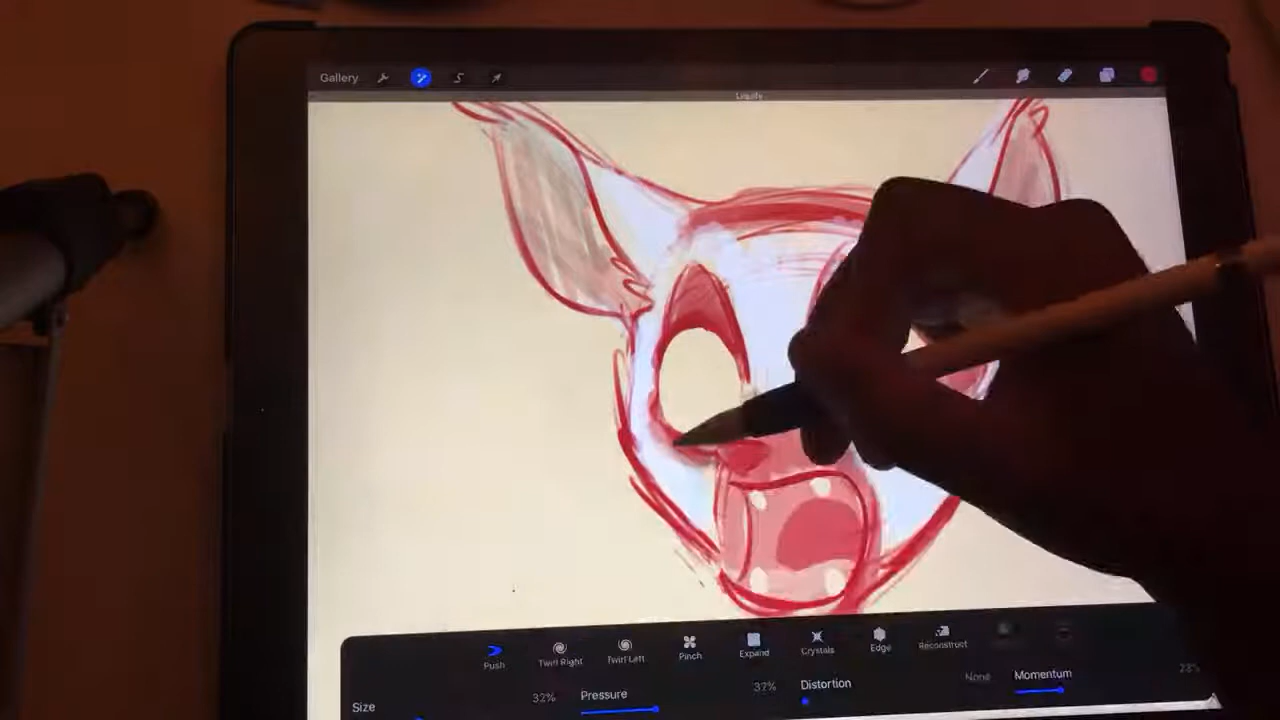 Gallery
Liquify
Push Twirl Right Twirl Left Pinch Expand Crystals Edge Reconstruct
Size 32% Pressure 37% Distortion None Momentum 23%